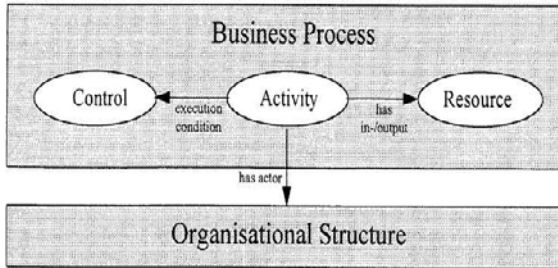 Business Process
Control
Activity
Resource
execution
condition
has
in-/output
has actor
Organisational Structure